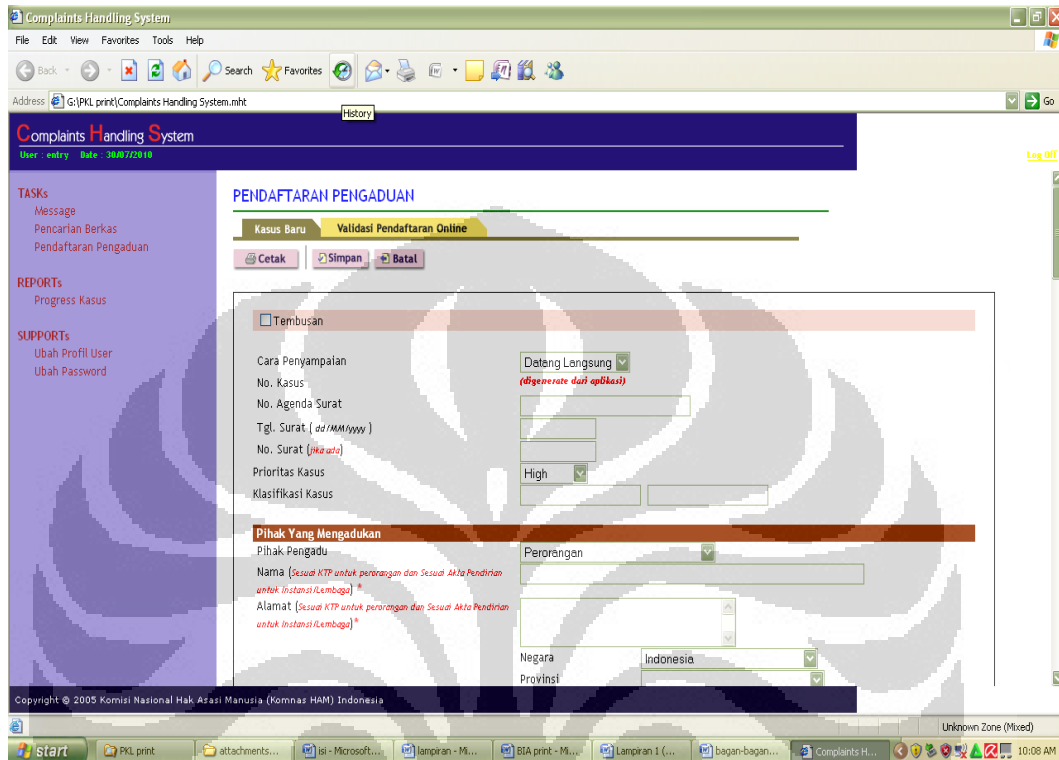 Complaints Handling System
File Edit View Favorites Tools Help
Back Search Favorites
Address G:\PKL print\Complaints Handling System.mht Go
History
Complaints Handling System
User : entry Date : 30/07/2010
Log Off
TASKs
Message
Pencarian Berkas
Pendaftaran Pengaduan
REPORTs
Progress Kasus
SUPPORTs
Ubah Profil User
Ubah Password
PENDAFTARAN PENGADUAN
Kasus Baru Validasi Pendaftaran Online
Cetak Simpan Batal
Tembusan
Cara Penyampaian Datang Langsung
No. Kasus (digenerate dari aplikasi)
No. Agenda Surat
Tgl. Surat ( dd/MM/yyyy )
No. Surat (jika ada)
Prioritas Kasus High
Klasifikasi Kasus
Pihak Yang Mengadukan
Pihak Pengadu Perorangan
Nama (Sesuai KTP untuk perorangan dan Sesuai Akta Pendirian
untuk Instansi/Lembaga) *
Alamat (Sesuai KTP untuk perorangan dan Sesuai Akta Pendirian
untuk Instansi/Lembaga)*
Negara Indonesia
Provinsi
Copyright © 2005 Komisi Nasional Hak Asasi Manusia (Komnas HAM) Indonesia
Unknown Zone (Mixed)
start PKL print attachments... isi - Microsoft... lampiran - Mi... BIA print - Mi... Lampiran 1 (... bagan-bagan... Complaints H... 10:08 AM